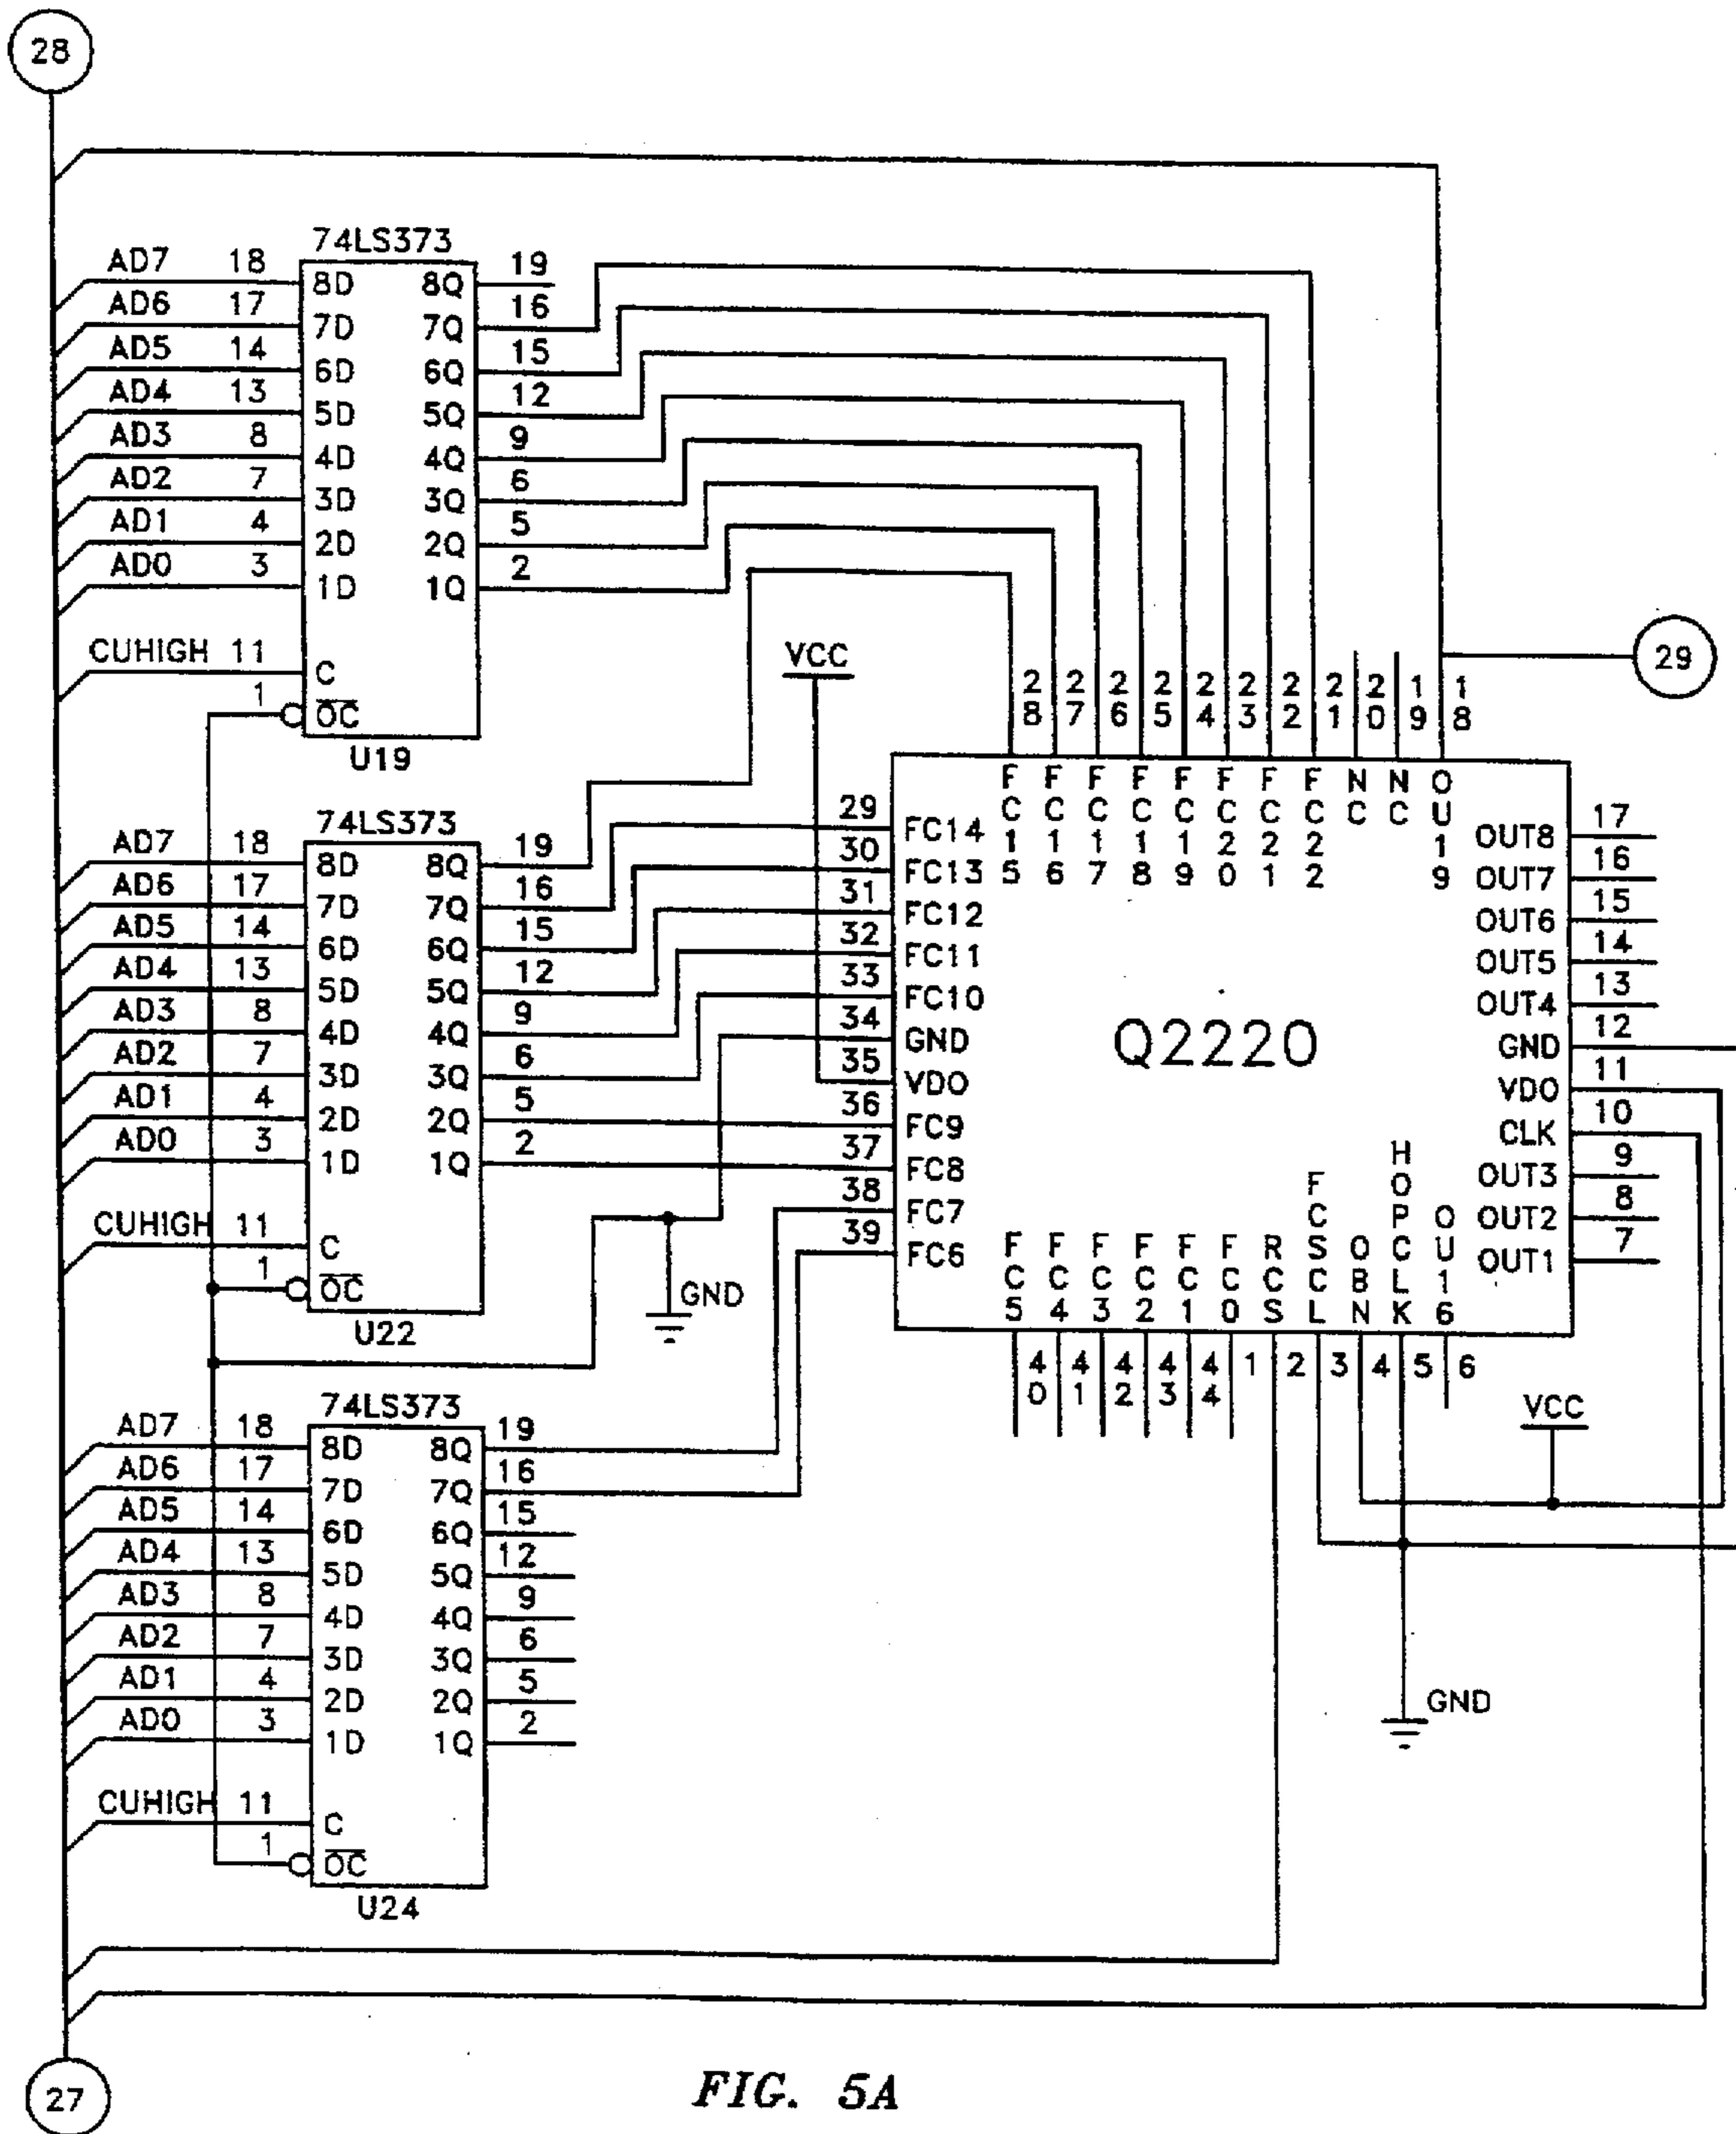 28
74LS373
AD7 18 8D 8Q 19
AD6 17 7D 7Q 16
AD5 14 6D 6Q 15
AD4 13 5D 5Q 12
AD3 8 4D 4Q 9
AD2 7 3D 3Q 6
AD1 4 2D 2Q 5
AD0 3 1D 1Q 2
CUHIGH 11 C
1 OC
U19
VCC
29
28 27 26 25 24 23 22 21 20 19 18
FC15 FC16 FC17 FC18 FC19 FC20 FC21 FC22 NC NC OU19
74LS373
AD7 18 8D 8Q 19
AD6 17 7D 7Q 16
AD5 14 6D 6Q 15
AD4 13 5D 5Q 12
AD3 8 4D 4Q 9
AD2 7 3D 3Q 6
AD1 4 2D 2Q 5
AD0 3 1D 1Q 2
CUHIGH 11 C
1 OC
U22
GND
29 FC14
30 FC13
31 FC12
32 FC11
33 FC10
34 GND
35 VDO
36 FC9
37 FC8
38 FC7
39 FC6
Q2220
OUT8 17
OUT7 16
OUT6 15
OUT5 14
OUT4 13
GND 12
VDO 11
CLK 10
OUT3 9
OUT2 8
OUT1 7
FC5 FC4 FC3 FC2 FC1 FC0 RCS FCSCL OBN HOPCLK OU16
40 41 42 43 44 1 2 3 4 5 6
VCC
GND
74LS373
AD7 18 8D 8Q 19
AD6 17 7D 7Q 16
AD5 14 6D 6Q 15
AD4 13 5D 5Q 12
AD3 8 4D 4Q 9
AD2 7 3D 3Q 6
AD1 4 2D 2Q 5
AD0 3 1D 1Q 2
CUHIGH 11 C
1 OC
U24
27
FIG. 5A